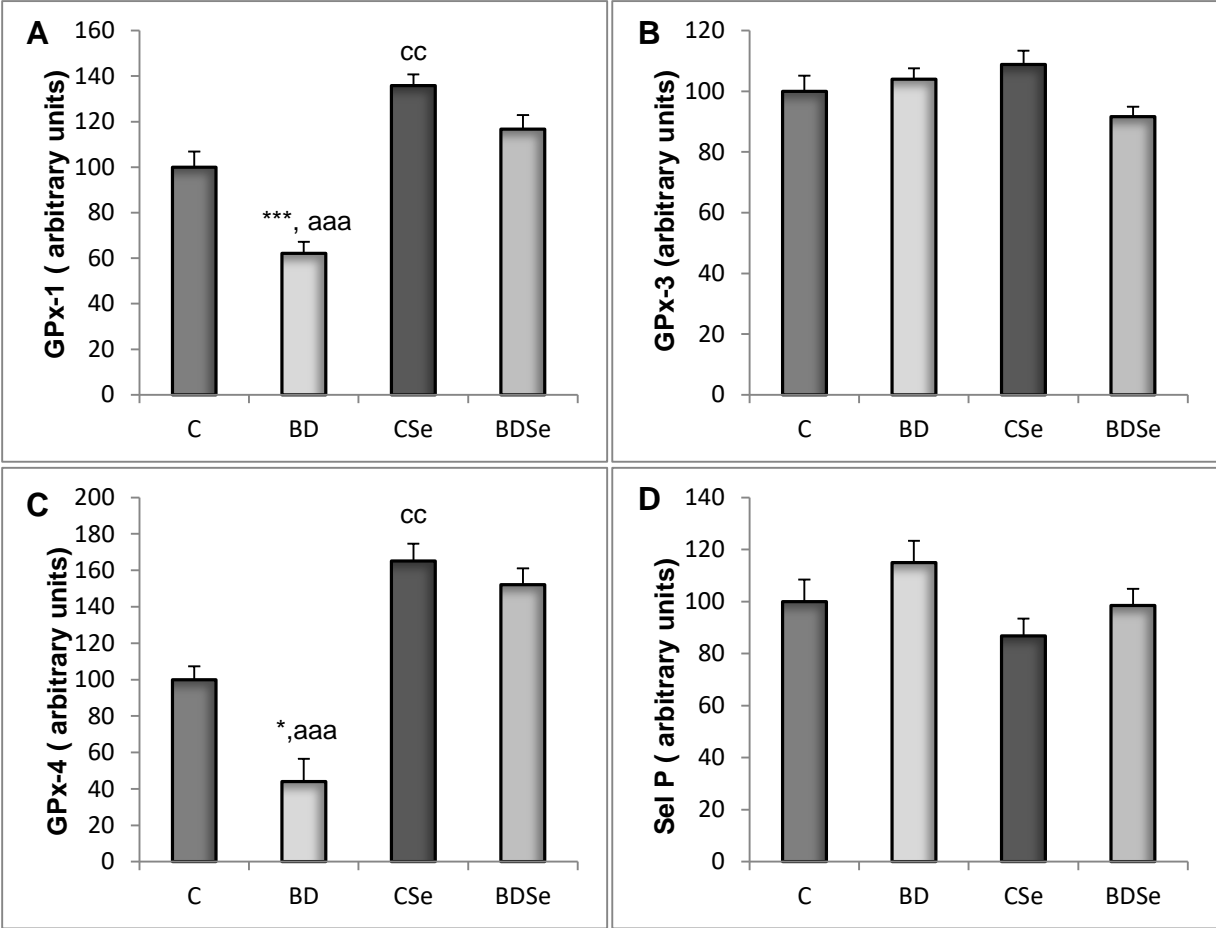 A
GPx-1 ( arbitrary units)
160
140
120
100
80
60
40
20
0
***, aaa
cc
C BD CSe BDSe
B
GPx-3 (arbitrary units)
120
100
80
60
40
20
0
C BD CSe BDSe
C
GPx-4 ( arbitrary units)
200
180
160
140
120
100
80
60
40
20
0
*,aaa
cc
C BD CSe BDSe
D
Sel P ( arbitrary units)
140
120
100
80
60
40
20
0
C BD CSe BDSe